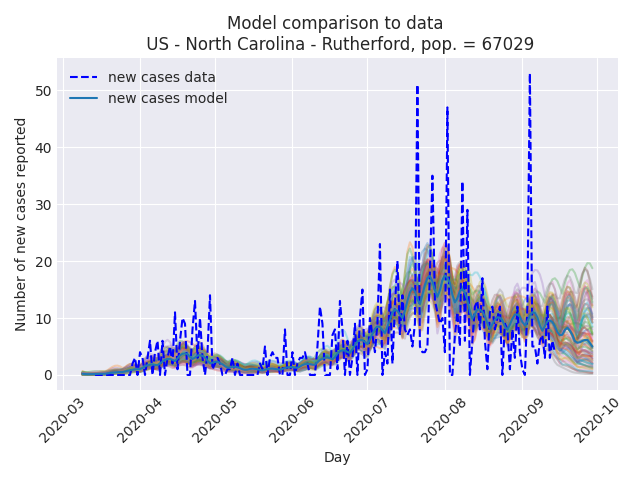 Model comparison to data
US - North Carolina - Rutherford, pop. = 67029
new cases data
new cases model
Number of new cases reported
50
40
30
20
10
0
2020-03
2020-04
2020-05
2020-06
2020-07
2020-08
2020-09
2020-10
Day